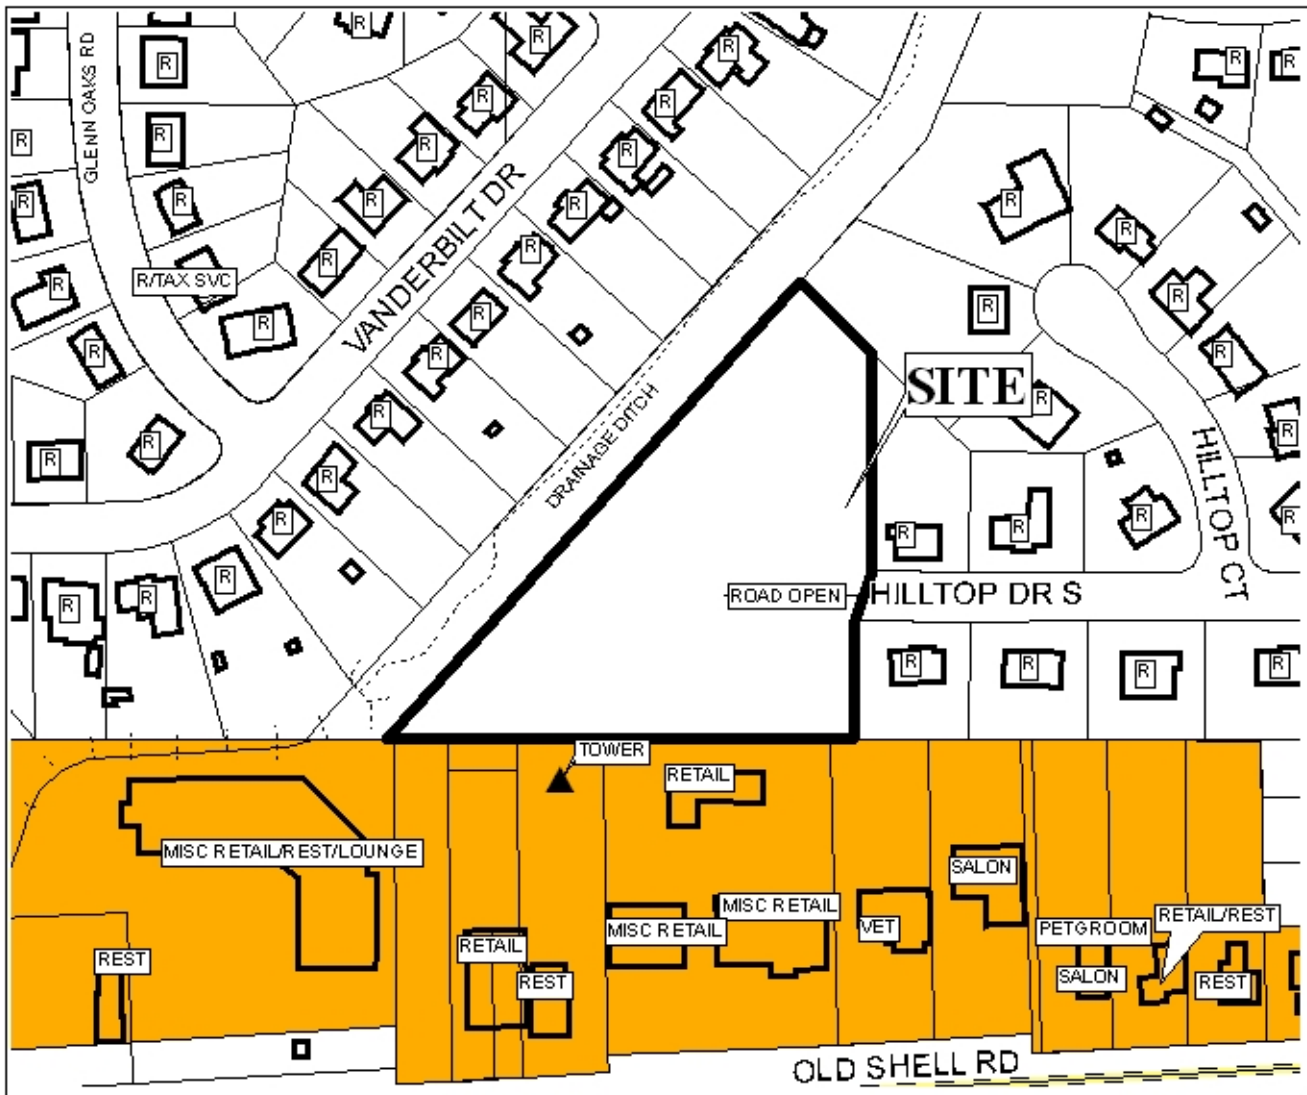 R
R
R
R
R
GLENN OAKS RD
R
R
R
R
R
R
R
R
R
R
R
R
R
R
VANDERBILT DR
R
R
R
R/TAX SVC
R
R
R
R
R
R
R
R
R
SITE
R
DRAINAGE DITCH
R
R
R
R
R
HILLTOP CT
R
R
R
R
R
R
R
R
R
ROAD OPEN
HILLTOP DR S
R
R
R
R
TOWER
RETAIL
MISC RETAIL/REST/LOUNGE
SALON
MISC RETAIL
RETAIL/REST
VET
MISC RETAIL
PETGROOM
RETAIL
REST
SALON
REST
REST
OLD SHELL RD